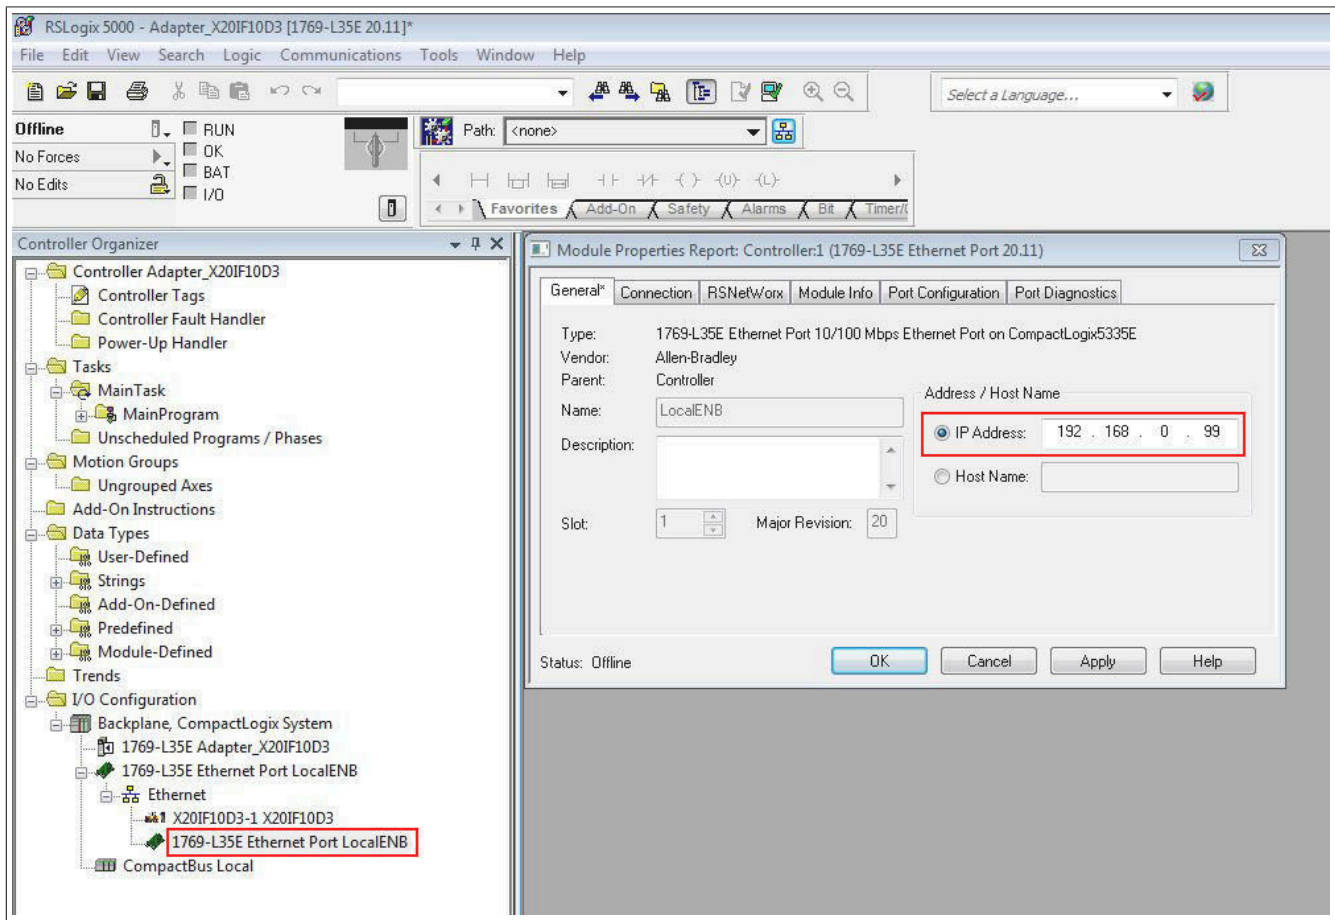 RSLogix 5000 - Adapter_X20IF10D3 [1769-L35E 20.11]*
File Edit View Search Logic Communications Tools Window Help
Select a Language...
Offline RUN
No Forces OK
BAT
No Edits
I/O
Path: <none>
Favorites Add-On Safety Alarms Bit Timer/C
Controller Organizer
Controller Adapter_X20IF10D3
Controller Tags
Controller Fault Handler
Power-Up Handler
Tasks
MainTask
MainProgram
Unscheduled Programs / Phases
Motion Groups
Ungrouped Axes
Add-On Instructions
Data Types
User-Defined
Strings
Add-On-Defined
Predefined
Module-Defined
Trends
I/O Configuration
Backplane, CompactLogix System
1769-L35E Adapter_X20IF10D3
1769-L35E Ethernet Port LocalENB
Ethernet
X20IF10D3-1 X20IF10D3
1769-L35E Ethernet Port LocalENB
CompactBus Local
Module Properties Report: Controller:1 (1769-L35E Ethernet Port 20.11)
General* Connection RSNetWorx Module Info Port Configuration Port Diagnostics
Type: 1769-L35E Ethernet Port 10/100 Mbps Ethernet Port on CompactLogix5335E
Vendor: Allen-Bradley
Parent: Controller
Name: LocalENB
Description:
Slot: 1 Major Revision: 20
Address / Host Name
IP Address: 192 . 168 . 0 . 99
Host Name:
Status: Offline OK Cancel Apply Help